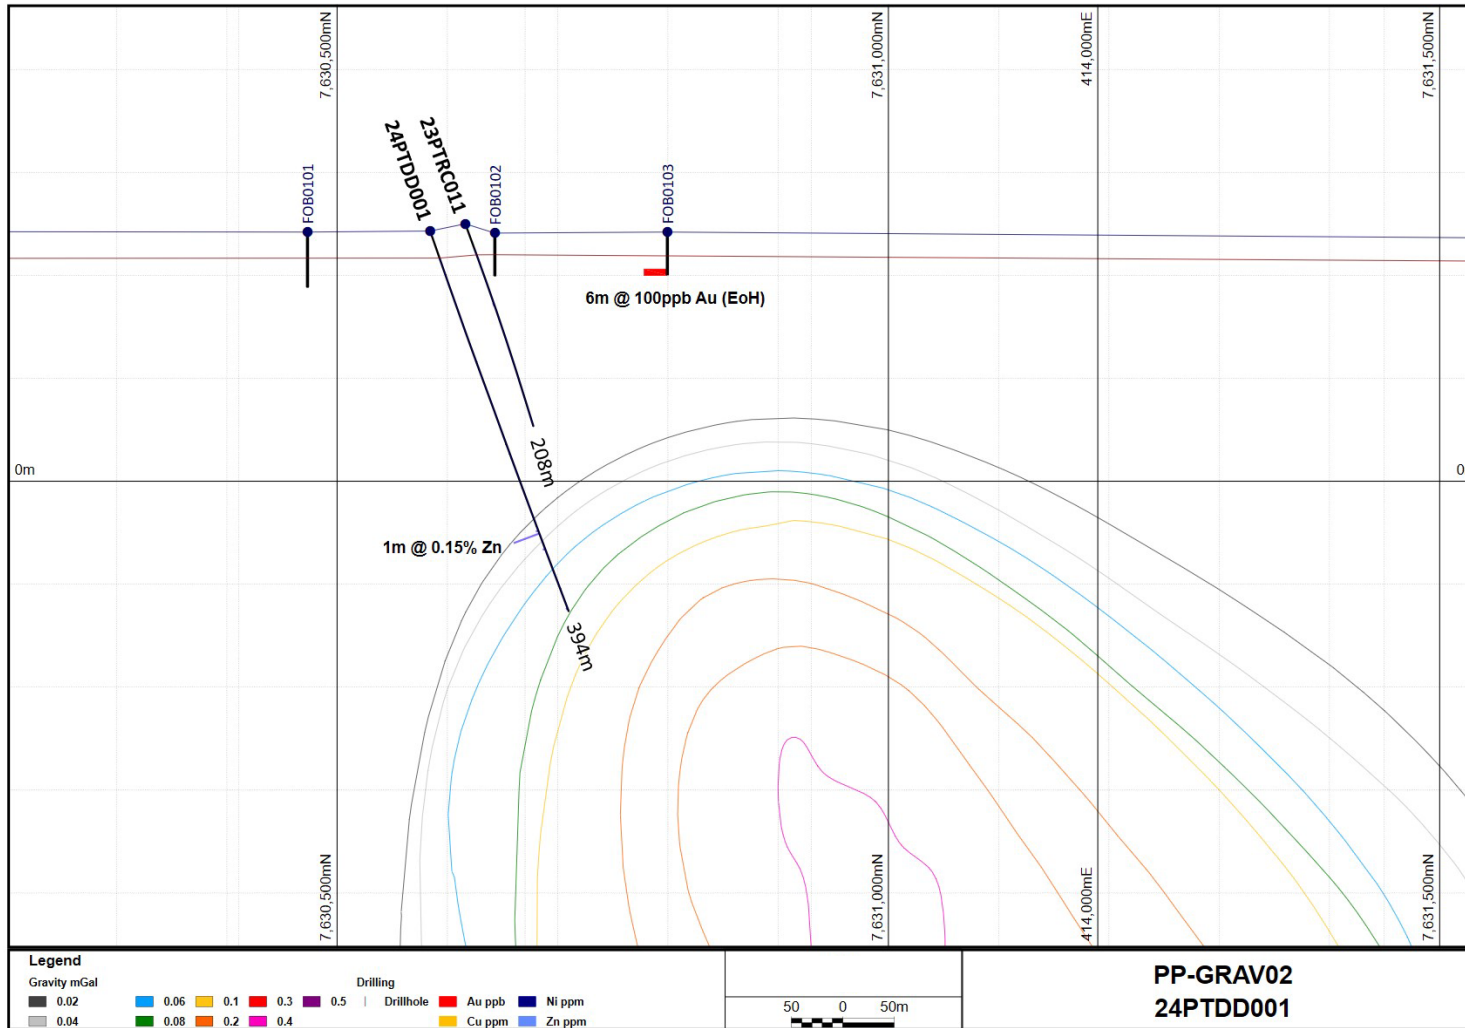 7,630,500mN
7,631,000mN
414,000mE
7,631,500mN
24PTDD001
23PTRC011
FOB0101
FOB0102
FOB0103
6m @ 100ppb Au (EoH)
0m
0
208m
1m @ 0.15% Zn
394m
7,630,500mN
7,631,000mN
414,000mE
7,631,500mN
Legend
Gravity mGal
Drilling
0.02
0.06
0.1
0.3
0.5
Drillhole
Au ppb
Ni ppm
0.04
0.08
0.2
0.4
Cu ppm
Zn ppm
50 0 50m
PP-GRAV02
24PTDD001